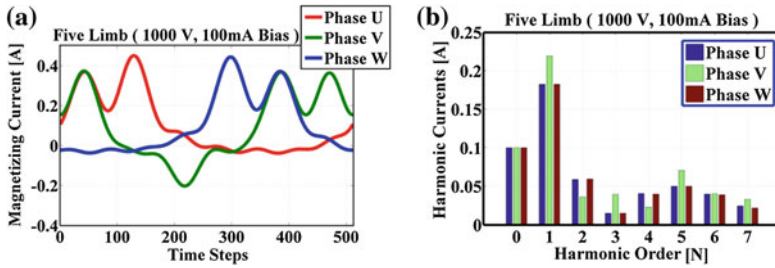 (a)
Five Limb ( 1000 V, 100mA Bias)
Phase U
Phase V
Phase W
Magnetizing Current [A]
0.4
0.2
0
-0.2
-0.4
0 100 200 300 400 500
Time Steps
(b)
Five Limb ( 1000 V, 100mA Bias)
Phase U
Phase V
Phase W
Harmonic Currents [A]
0.25
0.2
0.15
0.1
0.05
0
0 1 2 3 4 5 6 7
Harmonic Order [N]